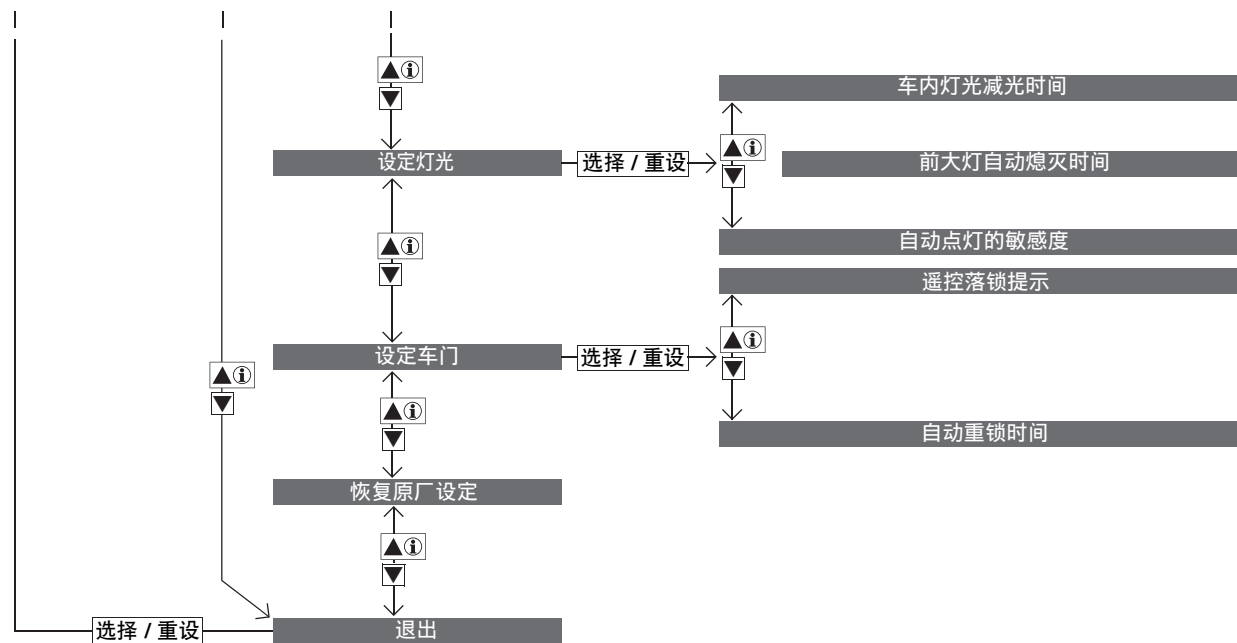 车内灯光减光时间
设定灯光
选择 / 重设
前大灯自动熄灭时间
自动点灯的敏感度
遥控落锁提示
设定车门
选择 / 重设
自动重锁时间
恢复原厂设定
选择 / 重设
退出